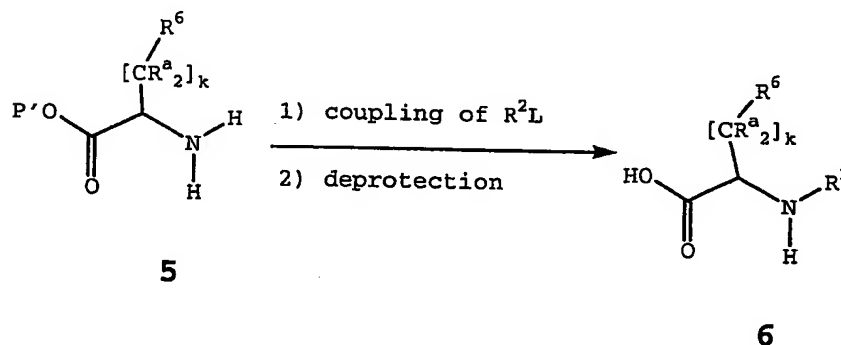 R⁶
[CRᵃ₂]ₖ
P'O
H
N
O
H
5
1) coupling of R²L
2) deprotection
R⁶
[CRᵃ₂]ₖ
HO
N
O
H
6